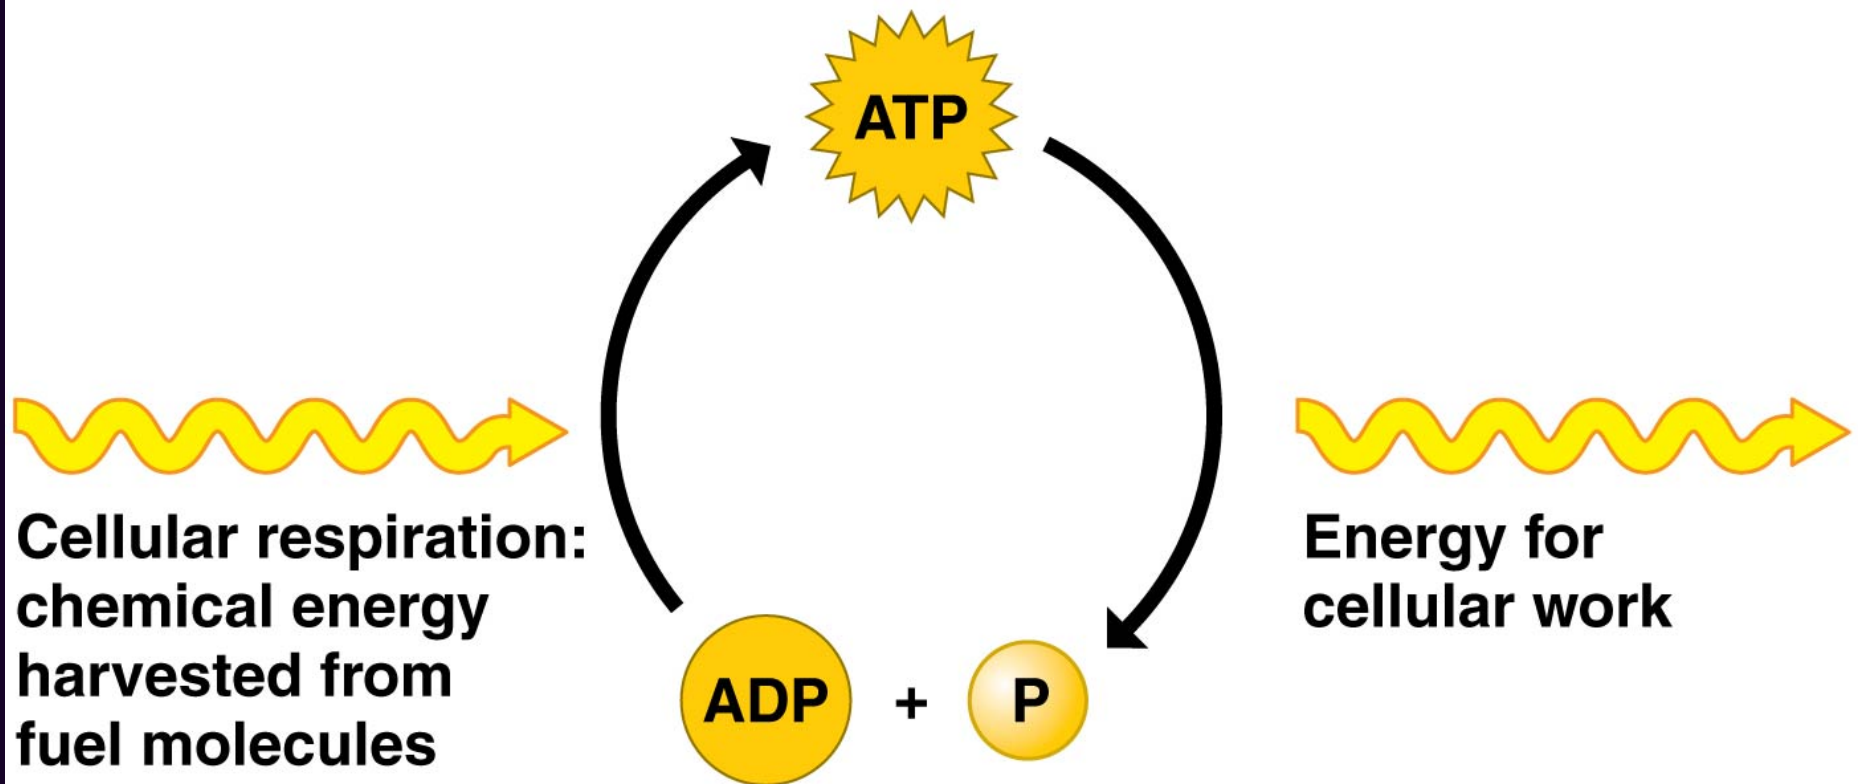 ATP
Cellular respiration:
chemical energy
harvested from
fuel molecules
Energy for
cellular work
ADP + P